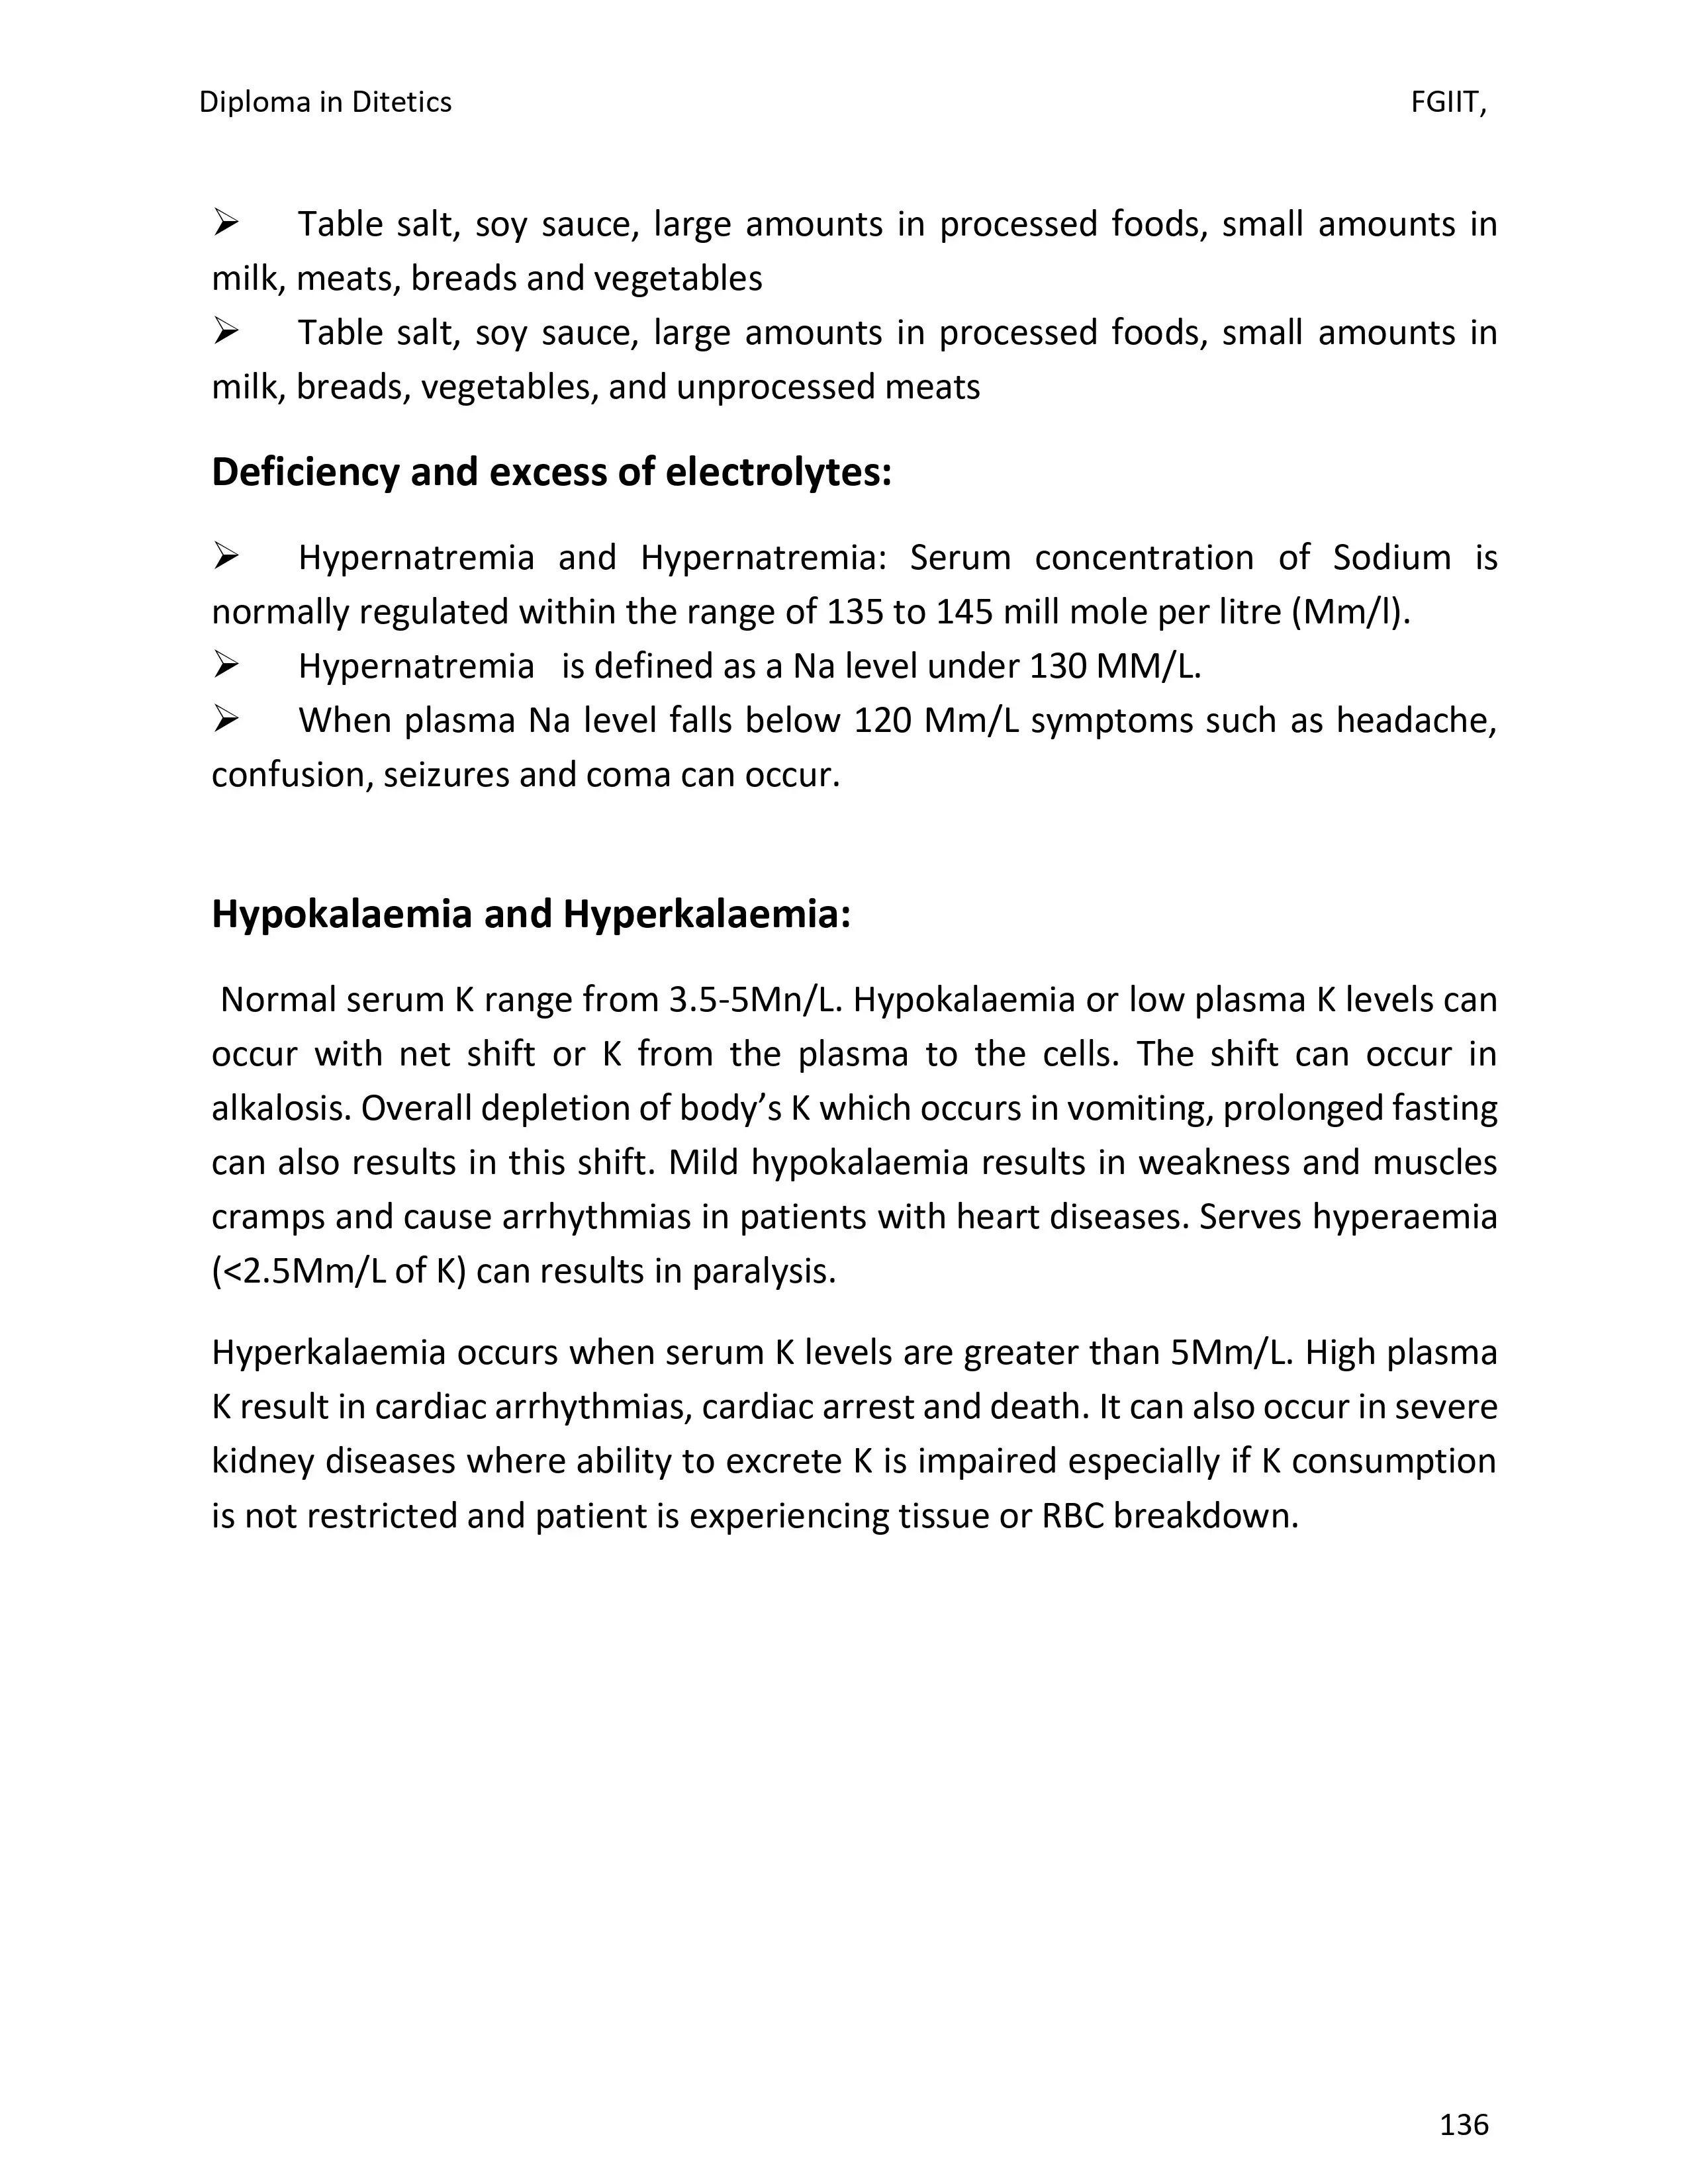 Diploma in Ditetics FGIIT,
➢ Table salt, soy sauce, large amounts in processed foods, small amounts in
milk, meats, breads and vegetables
➢ Table salt, soy sauce, large amounts in processed foods, small amounts in
milk, breads, vegetables, and unprocessed meats
Deficiency and excess of electrolytes:
➢ Hypernatremia and Hypernatremia: Serum concentration of Sodium is
normally regulated within the range of 135 to 145 mill mole per litre (Mm/l).
➢ Hypernatremia is defined as a Na level under 130 MM/L.
➢ When plasma Na level falls below 120 Mm/L symptoms such as headache,
confusion, seizures and coma can occur.
Hypokalaemia and Hyperkalaemia:
Normal serum K range from 3.5-5Mn/L. Hypokalaemia or low plasma K levels can
occur with net shift or K from the plasma to the cells. The shift can occur in
alkalosis. Overall depletion of body’s K which occurs in vomiting, prolonged fasting
can also results in this shift. Mild hypokalaemia results in weakness and muscles
cramps and cause arrhythmias in patients with heart diseases. Serves hyperaemia
(<2.5Mm/L of K) can results in paralysis.
Hyperkalaemia occurs when serum K levels are greater than 5Mm/L. High plasma
K result in cardiac arrhythmias, cardiac arrest and death. It can also occur in severe
kidney diseases where ability to excrete K is impaired especially if K consumption
is not restricted and patient is experiencing tissue or RBC breakdown.
136